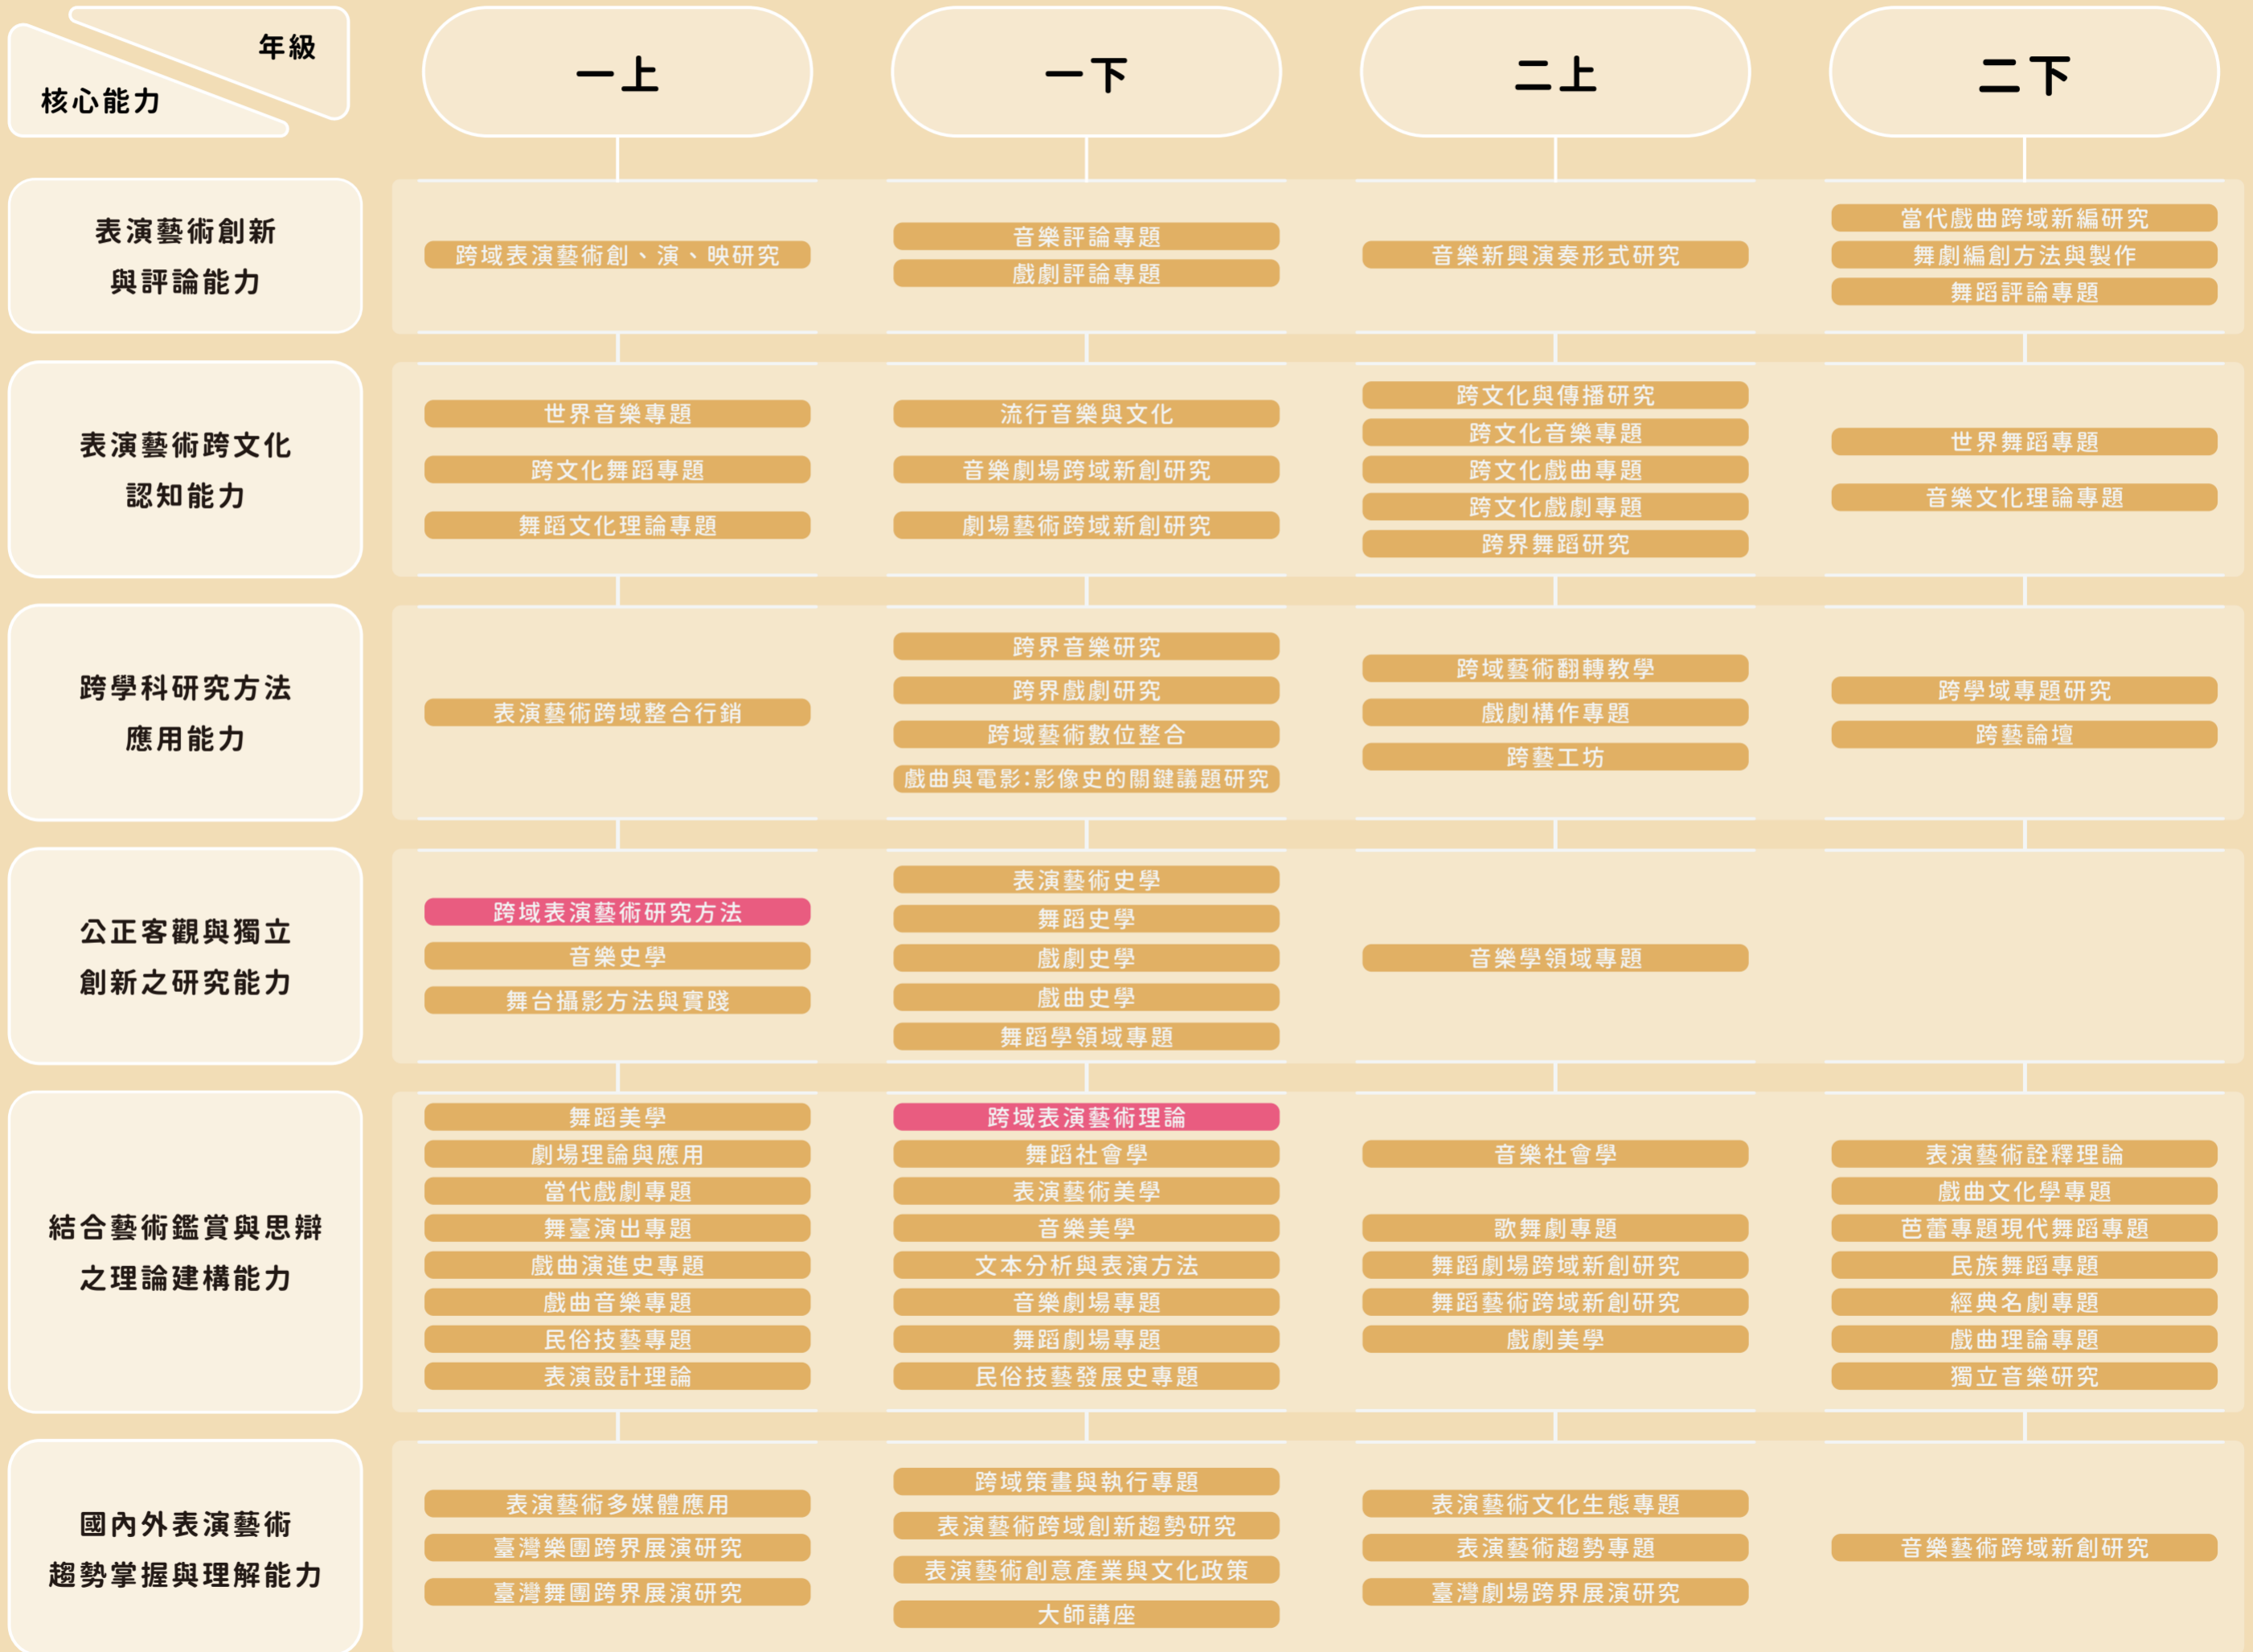 年級
核心能力
一上
一下
二上
二下
表演藝術創新
與評論能力
跨域表演藝術創、演、映研究
音樂評論專題
戲劇評論專題
音樂新興演奏形式研究
當代戲曲跨域新編研究
舞劇編創方法與製作
舞蹈評論專題
表演藝術跨文化
認知能力
世界音樂專題
跨文化舞蹈專題
舞蹈文化理論專題
流行音樂與文化
音樂劇場跨域新創研究
劇場藝術跨域新創研究
跨文化與傳播研究
跨文化音樂專題
跨文化戲曲專題
跨文化戲劇專題
跨界舞蹈研究
世界舞蹈專題
音樂文化理論專題
跨學科研究方法
應用能力
表演藝術跨域整合行銷
跨界音樂研究
跨界戲劇研究
跨域藝術數位整合
戲曲與電影:影像史的關鍵議題研究
跨域藝術翻轉教學
戲劇構作專題
跨藝工坊
跨學域專題研究
跨藝論壇
公正客觀與獨立
創新之研究能力
跨域表演藝術研究方法
音樂史學
舞台攝影方法與實踐
表演藝術史學
舞蹈史學
戲劇史學
戲曲史學
舞蹈學領域專題
音樂學領域專題
結合藝術鑑賞與思辯
之理論建構能力
舞蹈美學
劇場理論與應用
當代戲劇專題
舞臺演出專題
戲曲演進史專題
戲曲音樂專題
民俗技藝專題
表演設計理論
跨域表演藝術理論
舞蹈社會學
表演藝術美學
音樂美學
文本分析與表演方法
音樂劇場專題
舞蹈劇場專題
民俗技藝發展史專題
音樂社會學
歌舞劇專題
舞蹈劇場跨域新創研究
舞蹈藝術跨域新創研究
戲劇美學
表演藝術詮釋理論
戲曲文化學專題
芭蕾專題現代舞蹈專題
民族舞蹈專題
經典名劇專題
戲曲理論專題
獨立音樂研究
國內外表演藝術
趨勢掌握與理解能力
表演藝術多媒體應用
臺灣樂團跨界展演研究
臺灣舞團跨界展演研究
跨域策畫與執行專題
表演藝術跨域創新趨勢研究
表演藝術創意產業與文化政策
大師講座
表演藝術文化生態專題
表演藝術趨勢專題
臺灣劇場跨界展演研究
音樂藝術跨域新創研究